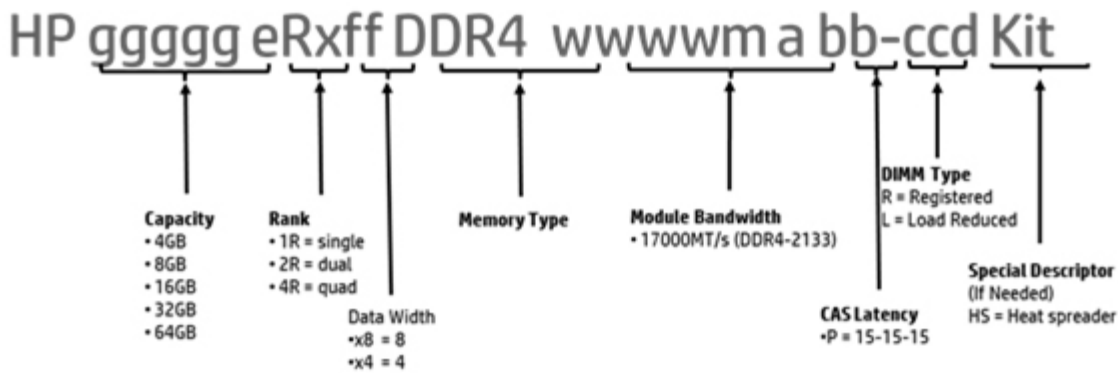 HP ggggg eRxff DDR4 wwwwm a bb-ccd Kit
Capacity
• 4GB
• 8GB
• 16GB
• 32GB
• 64GB
Rank
• 1R = single
• 2R = dual
• 4R = quad
Data Width
•x8 = 8
•x4 = 4
Memory Type
Module Bandwidth
• 17000MT/s (DDR4-2133)
CAS Latency
•P = 15-15-15
DIMM Type
R = Registered
L = Load Reduced
Special Descriptor
(If Needed)
HS = Heat spreader